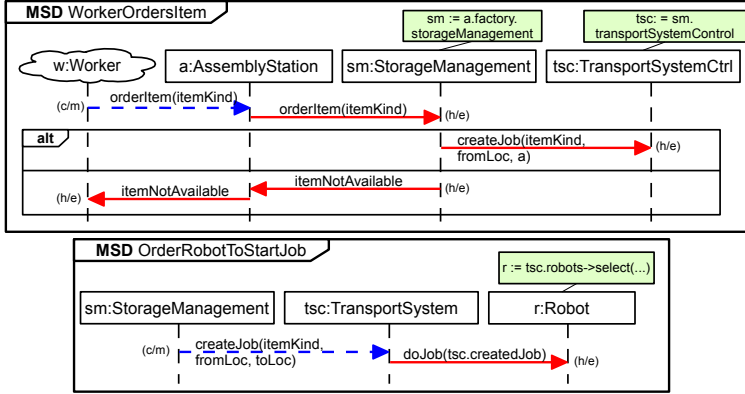 MSD WorkerOrdersItem
sm := a.factory.
storageManagement
tsc: = sm.
transportSystemControl
w:Worker
a:AssemblyStation
sm:StorageManagement
tsc:TransportSystemCtrl
orderItem(itemKind)
(c/m)
orderItem(itemKind)
(h/e)
alt
createJob(itemKind,
fromLoc, a)
(h/e)
itemNotAvailable
(h/e)
itemNotAvailable
(h/e)
MSD OrderRobotToStartJob
r := tsc.robots->select(...)
sm:StorageManagement
tsc:TransportSystem
r:Robot
(c/m)
createJob(itemKind,
fromLoc, toLoc)
doJob(tsc.createdJob)
(h/e)